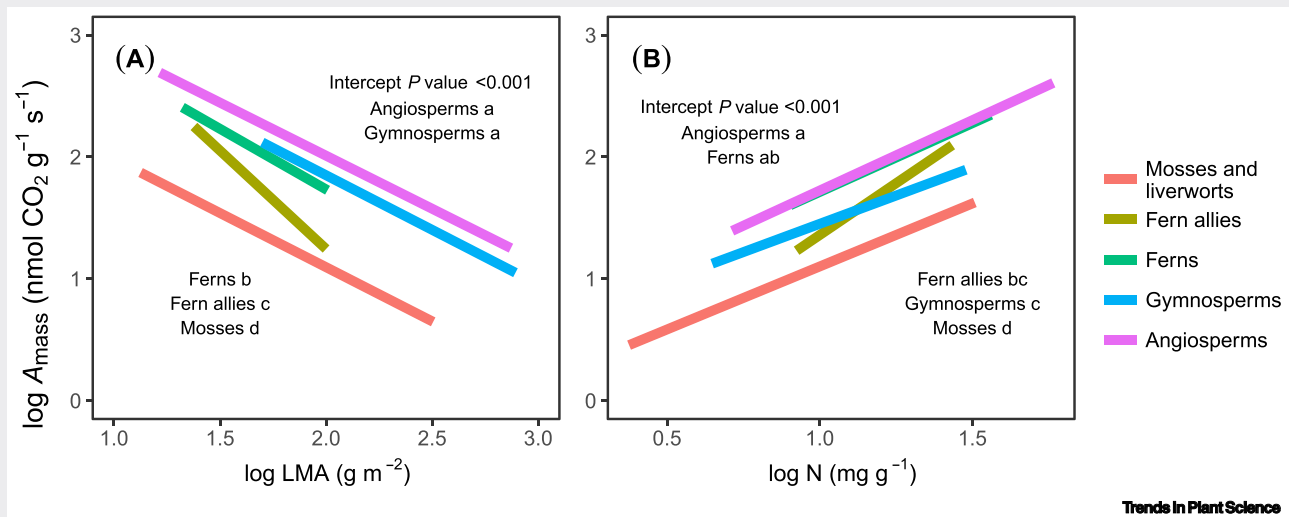 (A)
Intercept P value <0.001
Angiosperms a
Gymnosperms a
Ferns b
Fern allies c
Mosses d
log Amass (nmol CO2 g−1 s−1)
3
2
1
0
1.0 1.5 2.0 2.5 3.0
log LMA (g m−2)
(B)
Intercept P value <0.001
Angiosperms a
Ferns ab
Fern allies bc
Gymnosperms c
Mosses d
3
2
1
0
0.5 1.0 1.5
log N (mg g−1)
Mosses and
liverworts
Fern allies
Ferns
Gymnosperms
Angiosperms
Trends in Plant Science